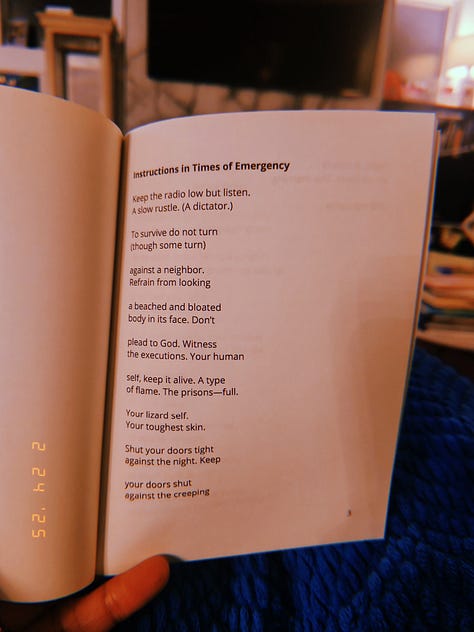 Instructions in Times of Emergency
Keep the radio low but listen.
A slow rustle. (A dictator.)
To survive do not turn
(though some turn)
against a neighbor.
Refrain from looking
a beached and bloated
body in its face. Don't
plead to God. Witness
the executions. Your human
self, keep it alive. A type
of flame. The prisons—full.
Your lizard self.
Your toughest skin.
Shut your doors tight
against the night. Keep
your doors shut
against the creeping
3
2 24 '25